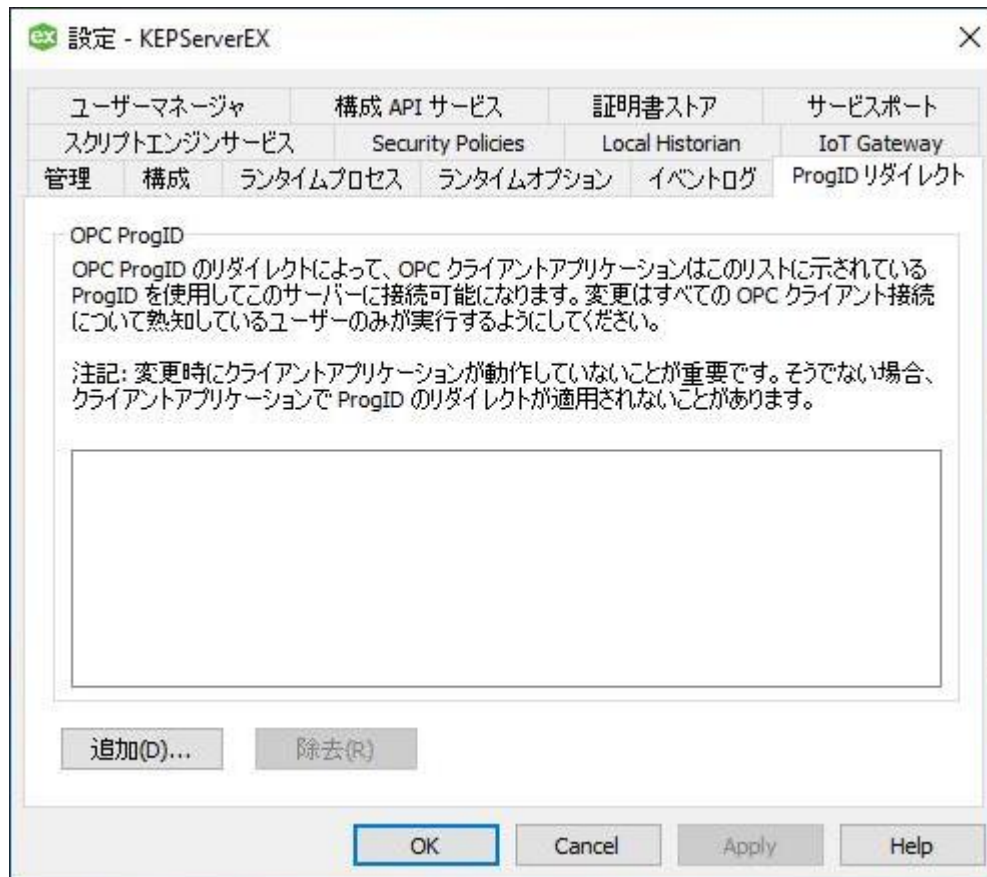 設定 - KEPServerEX
ユーザーマネージャ 構成 API サービス 証明書ストア サービスポート
スクリプトエンジンサービス Security Policies Local Historian IoT Gateway
管理 構成 ランタイムプロセス ランタイムオプション イベントログ ProgID リダイレクト
OPC ProgID
OPC ProgID のリダイレクトによって、OPC クライアントアプリケーションはこのリストに示されている
ProgID を使用してこのサーバーに接続可能になります。変更はすべての OPC クライアント接続
について熟知しているユーザーのみが実行するようにしてください。
注記: 変更時にクライアントアプリケーションが動作していないことが重要です。そうでない場合、
クライアントアプリケーションで ProgID のリダイレクトが適用されないことがあります。
追加(D)... 除去(R)
OK Cancel Apply Help